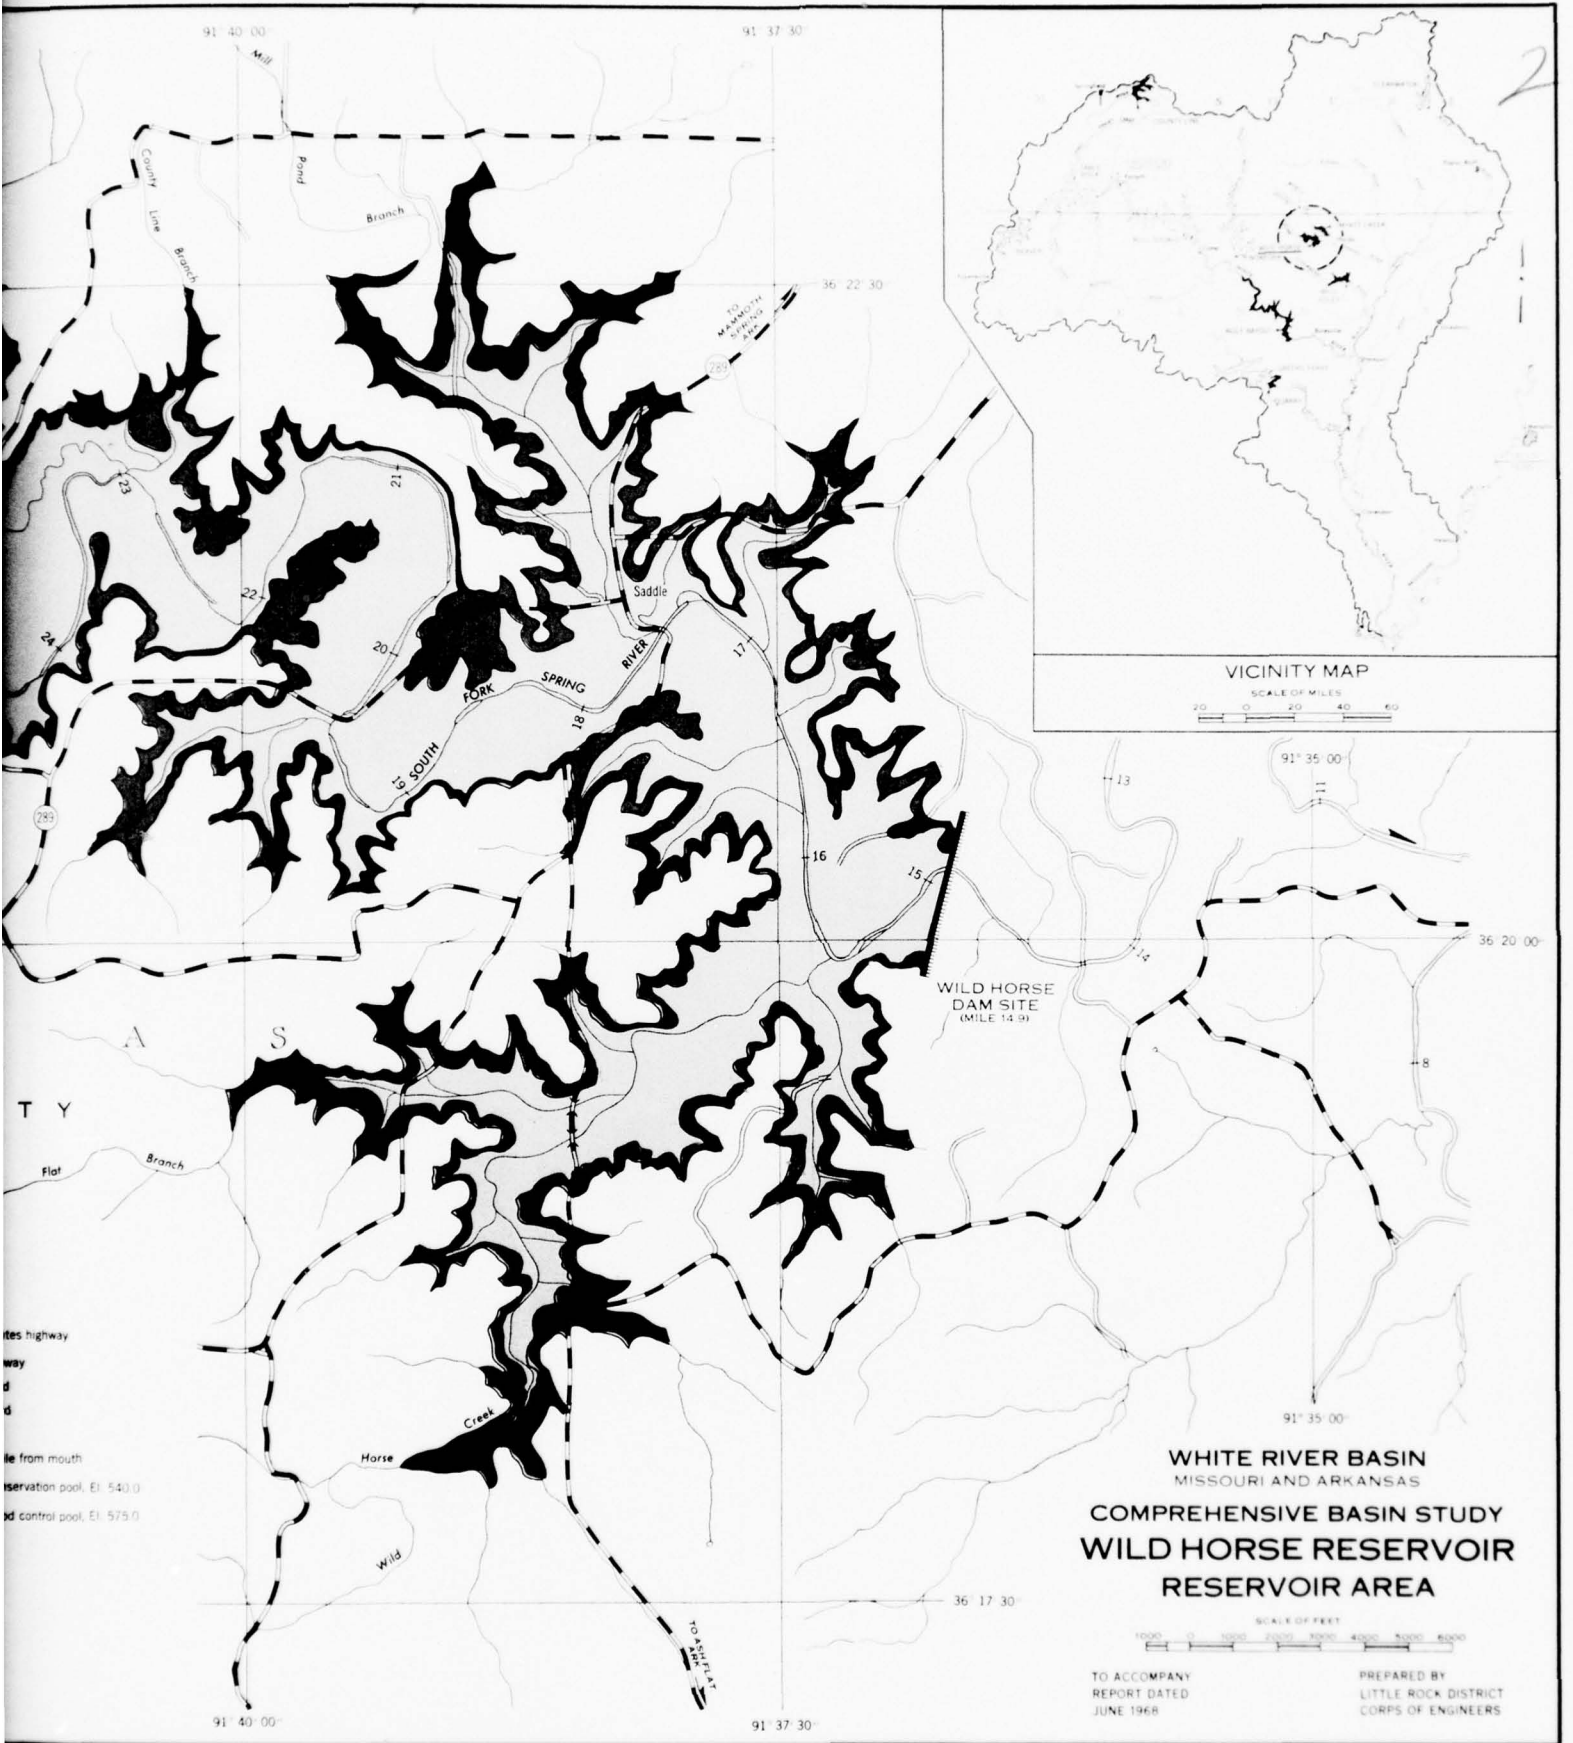 91° 40' 00"
91° 37' 30"
2
Mill
Pond
Branch
County
Line
Branch
36° 22' 30"
TO
MAMMOTH
SPRING
ARK
289
23
21
22
24
20
Saddle
17
SOUTH
FORK
SPRING
RIVER
18
19
289
16
15
13
11
14
8
VICINITY MAP
SCALE OF MILES
20 0 20 40 60
91° 35' 00"
36° 20' 00"
WILD HORSE
DAM SITE
(MILE 14.9)
A S
T Y
Flat
Branch
tes highway
way
d
d
le from mouth
servation pool, El. 540.0
od control pool, El. 575.0
Creek
Horse
Wild
91° 35' 00"
36° 17' 30"
TO ASH FLAT
ARK
91° 40' 00"
91° 37' 30"
WHITE RIVER BASIN
MISSOURI AND ARKANSAS
COMPREHENSIVE BASIN STUDY
WILD HORSE RESERVOIR
RESERVOIR AREA
SCALE OF FEET
1000 0 1000 2000 3000 4000 5000 6000
TO ACCOMPANY
REPORT DATED
JUNE 1968
PREPARED BY
LITTLE ROCK DISTRICT
CORPS OF ENGINEERS